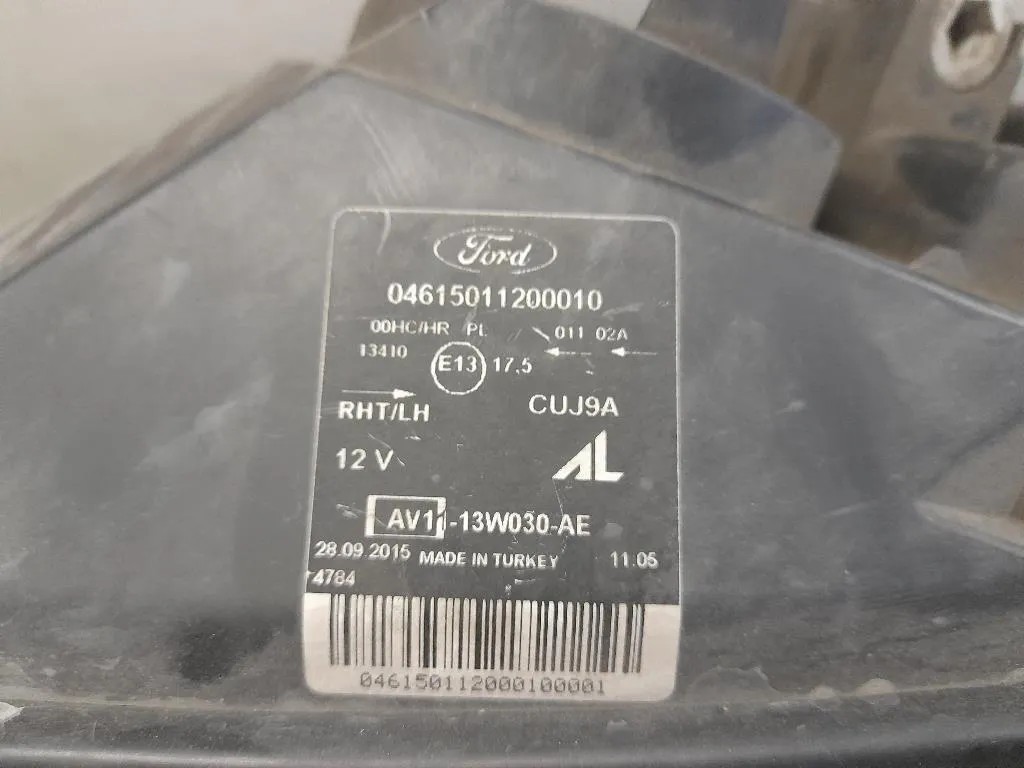 Ford
04615011200010
00HC/HR PL 011 02A
13410 E13 17.5
RHT/LH CUJ9A
12 V AL
-13W030-AE
28.09.2015 MADE IN TURKEY 11.05
4784
046150112000100001